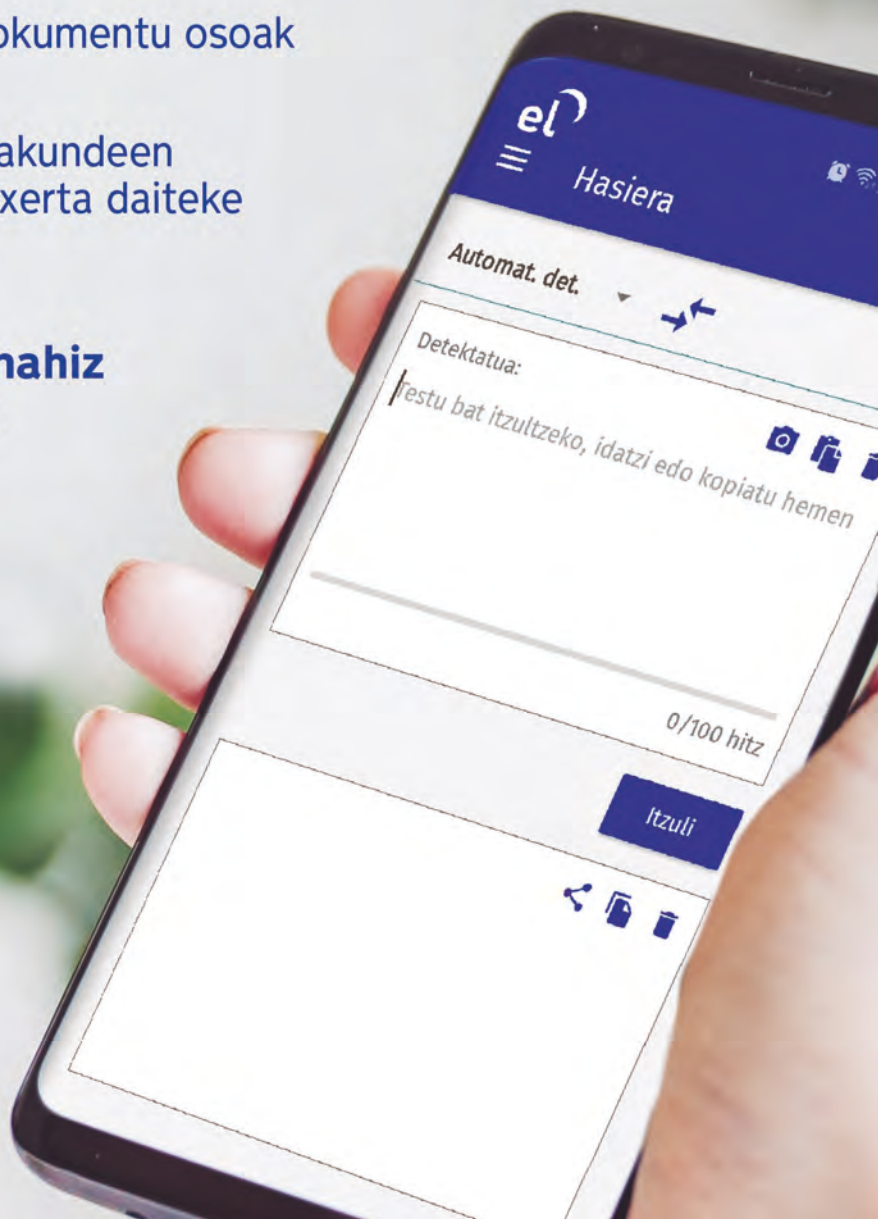 okumentu osoak
akundeen
xerta daiteke
nahiz
el
Hasiera
Automat. det.
Detektatua:
Testu bat itzultzeko, idatzi edo kopiatu hemen
0/100 hitz
Itzuli